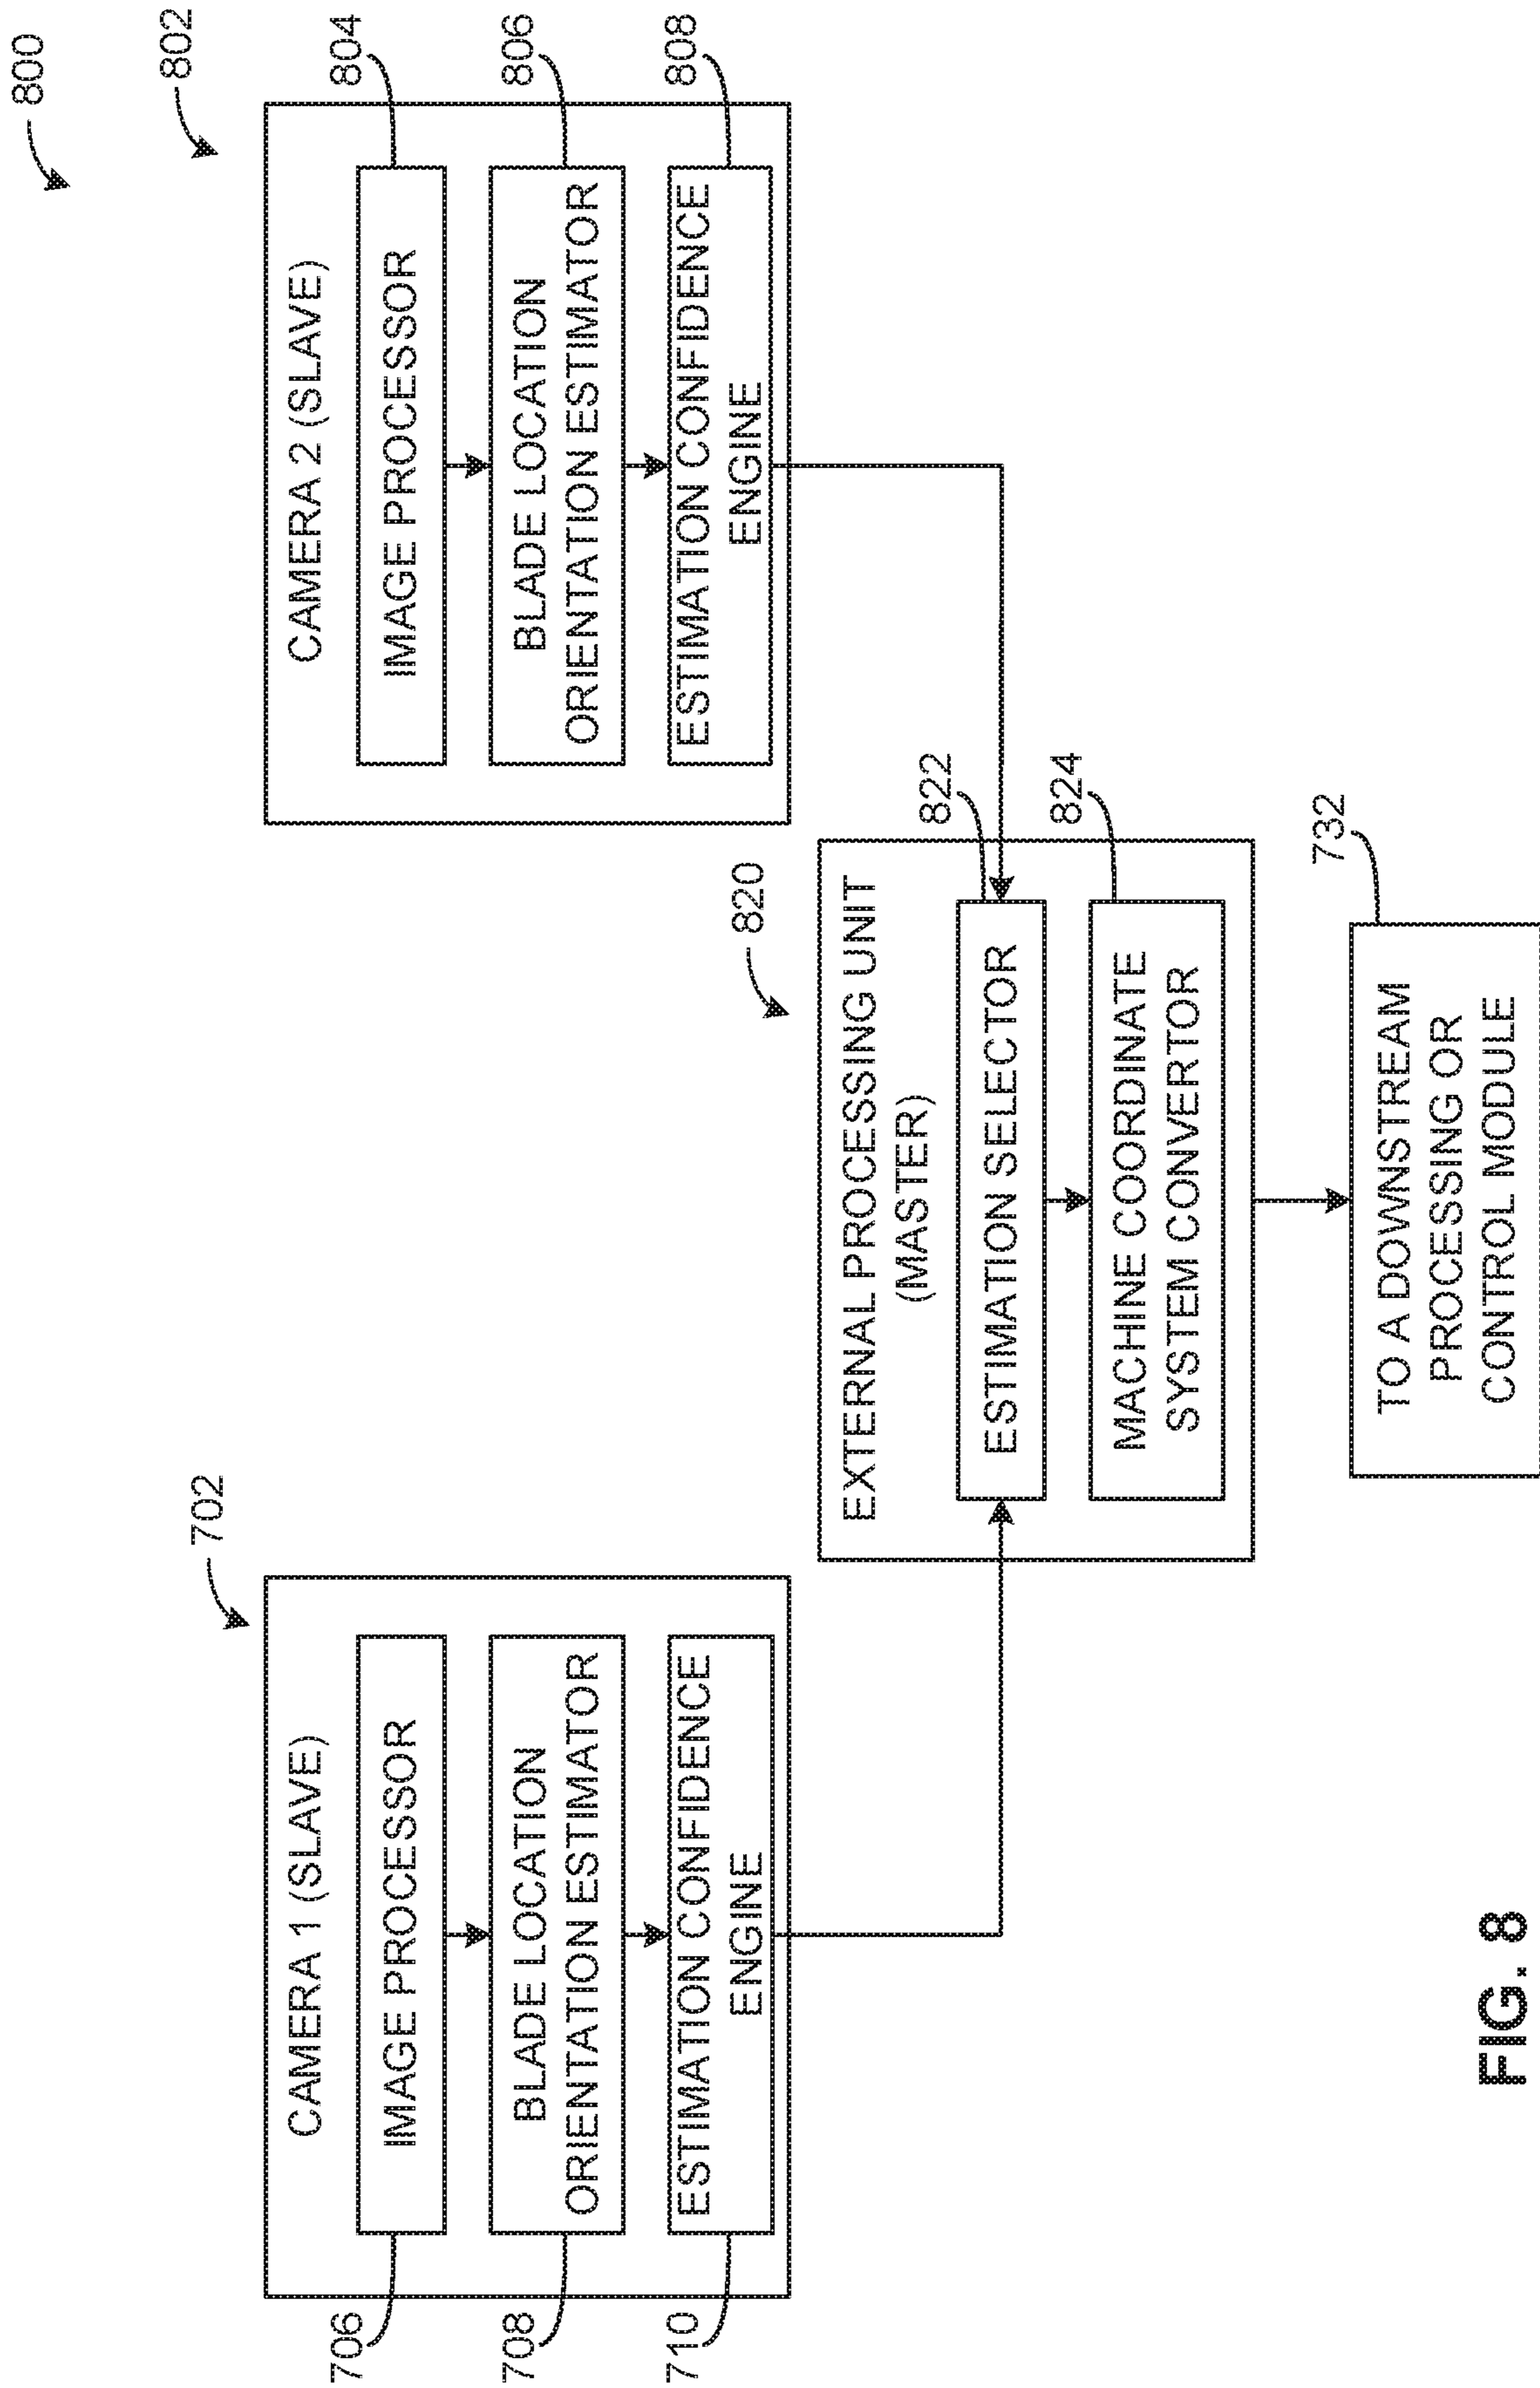 800
702
CAMERA 1 (SLAVE)
706
IMAGE PROCESSOR
708
BLADE LOCATION
ORIENTATION ESTIMATOR
710
ESTIMATION CONFIDENCE
ENGINE
802
CAMERA 2 (SLAVE)
804
IMAGE PROCESSOR
806
BLADE LOCATION
ORIENTATION ESTIMATOR
808
ESTIMATION CONFIDENCE
ENGINE
820
EXTERNAL PROCESSING UNIT
(MASTER)
822
ESTIMATION SELECTOR
824
MACHINE COORDINATE
SYSTEM CONVERTOR
732
TO A DOWNSTREAM
PROCESSING OR
CONTROL MODULE
FIG. 8